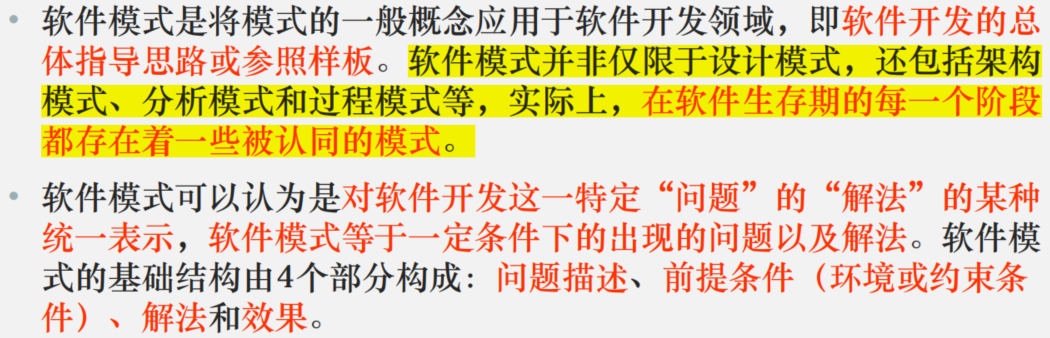 • 软件模式是将模式的一般概念应用于软件开发领域，即软件开发的总
体指导思路或参照样板。软件模式并非仅限于设计模式，还包括架构
模式、分析模式和过程模式等，实际上，在软件生存期的每一个阶段
都存在着一些被认同的模式。
• 软件模式可以认为是对软件开发这一特定“问题”的“解法”的某种
统一表示，软件模式等于一定条件下的出现的问题以及解法。软件模
式的基础结构由4个部分构成：问题描述、前提条件（环境或约束条
件）、解法和效果。